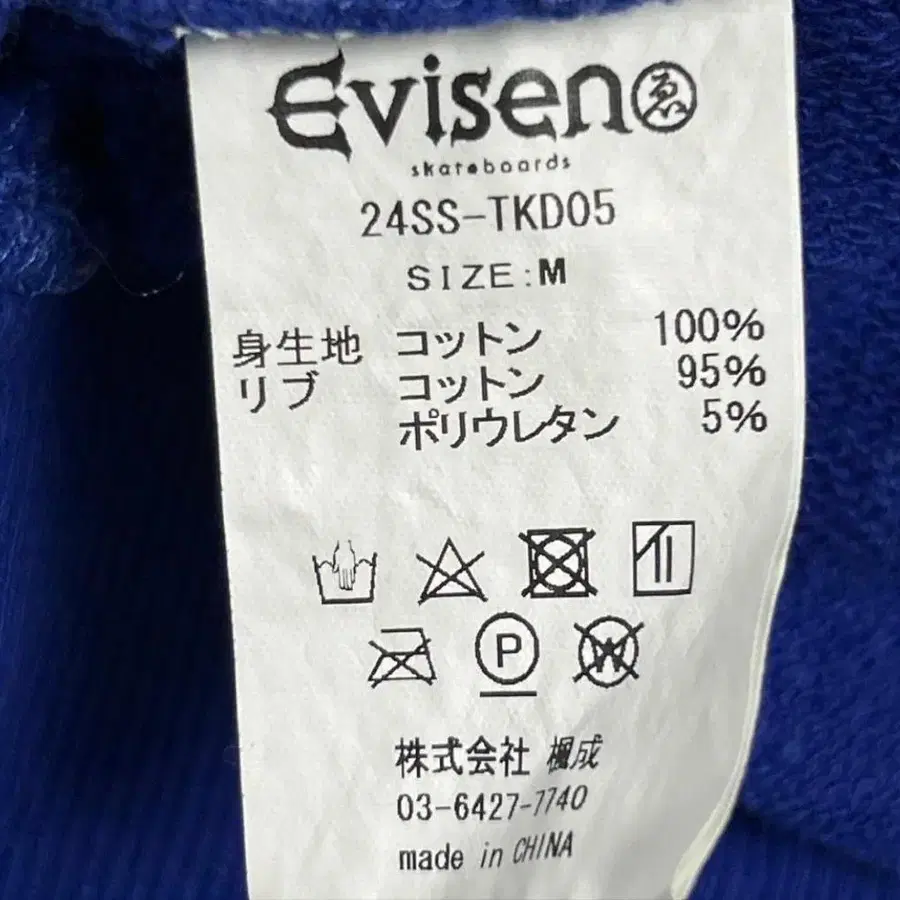 Evisen ゑ
skateboards
24SS-TKD05
SIZE:M
身生地 コットン 100%
リブ コットン 95%
ポリウレタン 5%
P
W
株式会社 楓成
03-6427-7740
made in CHINA